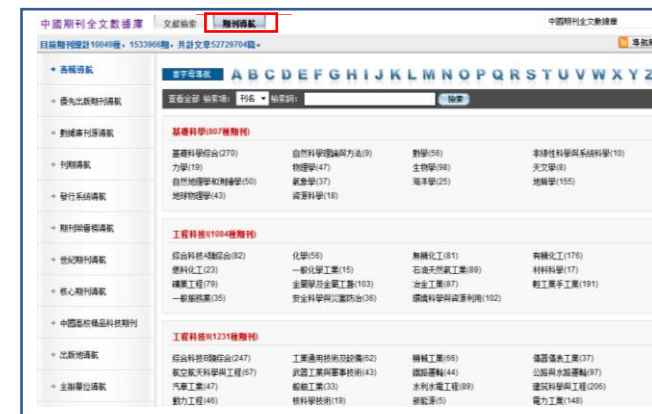 中國期刊全文數據庫 文獻檢索 期刊導航 中國期刊全文數據庫
目前期刊總計10049種，1533966期，共計文章52729704篇。 導航
專輯導航
優先出版期刊導航
數據庫刊源導航
刊期導航
發行系統導航
期刊榮譽榜導航
世紀期刊導航
核心期刊導航
中國高校精品科技期刊
出版地導航
主辦單位導航
首字母導航 A B C D E F G H I J K L M N O P Q R S T U V W X Y Z
查看全部 檢索項： 刊名 檢索詞： 檢索
基礎科學(807種期刊)
基礎科學綜合(270) 自然科學理論與方法(9) 數學(56) 非線性科學與系統科學(10)
力學(19) 物理學(47) 生物學(98) 天文學(8)
自然地理學和測繪學(50) 氣象學(37) 海洋學(25) 地質學(155)
地球物理學(43) 資源科學(18)
工程科技I(1084種期刊)
綜合科技A類綜合(82) 化學(56) 無機化工(81) 有機化工(176)
燃料化工(23) 一般化學工業(15) 石油天然氣工業(89) 材料科學(17)
礦業工程(79) 金屬學及金屬工藝(103) 冶金工業(87) 輕工業手工業(191)
一般服務業(35) 安全科學與災害防治(36) 環境科學與資源利用(102)
工程科技II(1231種期刊)
綜合科技B類綜合(247) 工業通用技術及設備(62) 機械工業(66) 儀器儀表工業(37)
航空航天科學與工程(67) 武器工業與軍事技術(43) 鐵路運輸(44) 公路與水路運輸(97)
汽車工業(47) 船舶工業(33) 水利水電工程(89) 建筑科學與工程(206)
動力工程(46) 核科學技術(19) 新能源(5) 電力工業(148)